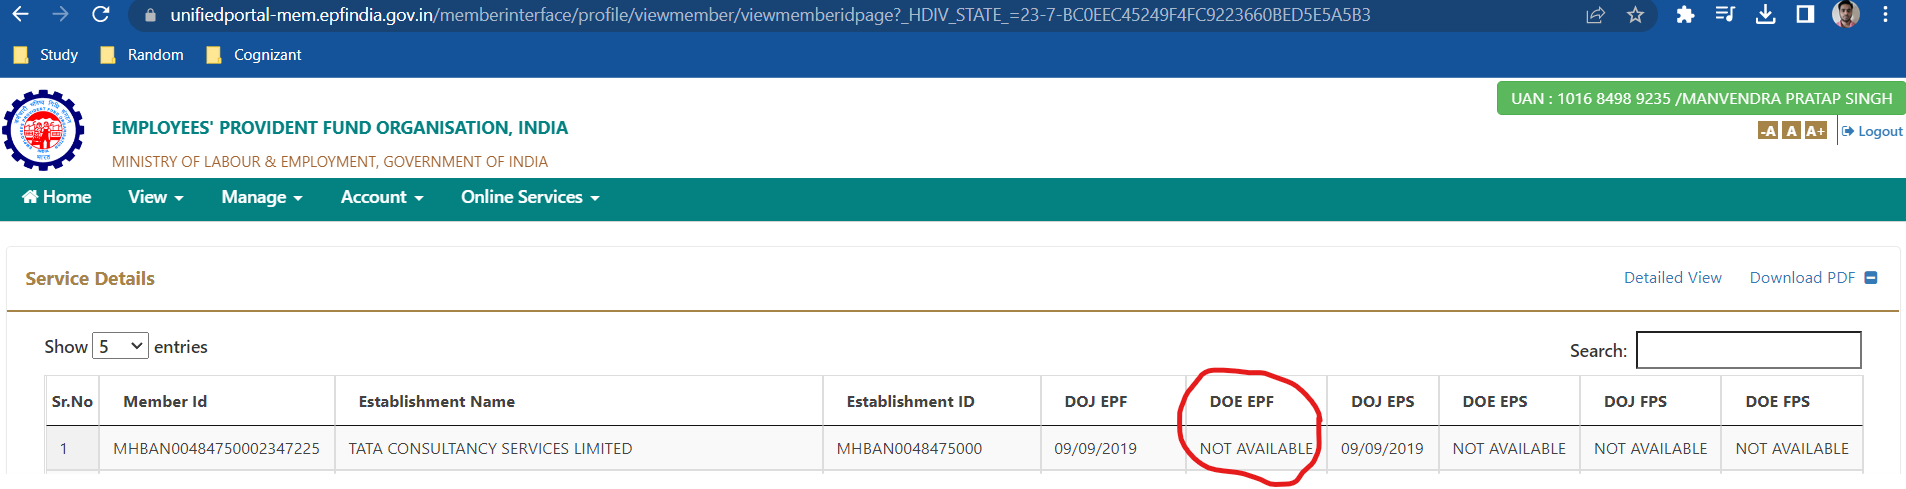 unifiedportal-mem.epfindia.gov.in/memberinterface/profile/viewmember/viewmemberidpage?_HDIV_STATE_=23-7-BC0EEC45249F4FC9223660BED5E5A5B3
Study Random Cognizant
UAN : 1016 8498 9235 /MANVENDRA PRATAP SINGH
EMPLOYEES' PROVIDENT FUND ORGANISATION, INDIA
-A A A+ Logout
MINISTRY OF LABOUR & EMPLOYMENT, GOVERNMENT OF INDIA
Home View Manage Account Online Services
Service Details Detailed View Download PDF
Show 5 entries Search:
Sr.No Member Id Establishment Name Establishment ID DOJ EPF DOE EPF DOJ EPS DOE EPS DOJ FPS DOE FPS
1 MHBAN00484750002347225 TATA CONSULTANCY SERVICES LIMITED MHBAN0048475000 09/09/2019 NOT AVAILABLE 09/09/2019 NOT AVAILABLE NOT AVAILABLE NOT AVAILABLE